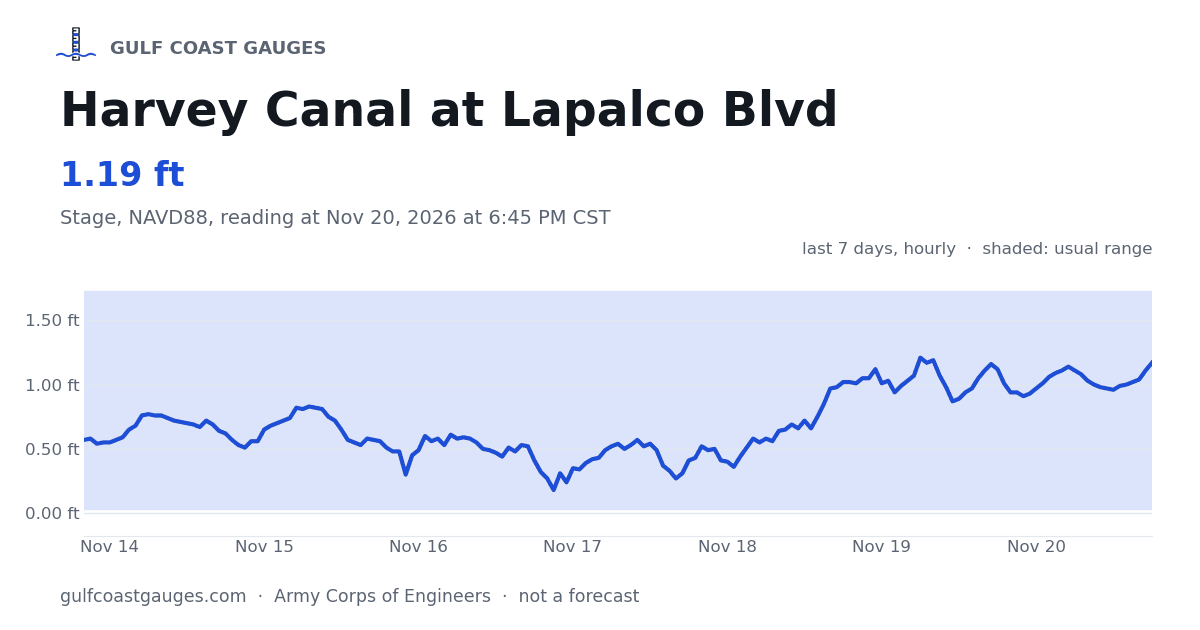 GULF COAST GAUGES
Harvey Canal at Lapalco Blvd
1.19 ft
Stage, NAVD88, reading at Nov 20, 2026 at 6:45 PM CST
last 7 days, hourly · shaded: usual range
1.50 ft
1.00 ft
0.50 ft
0.00 ft
Nov 14 Nov 15 Nov 16 Nov 17 Nov 18 Nov 19 Nov 20
gulfcoastgauges.com · Army Corps of Engineers · not a forecast